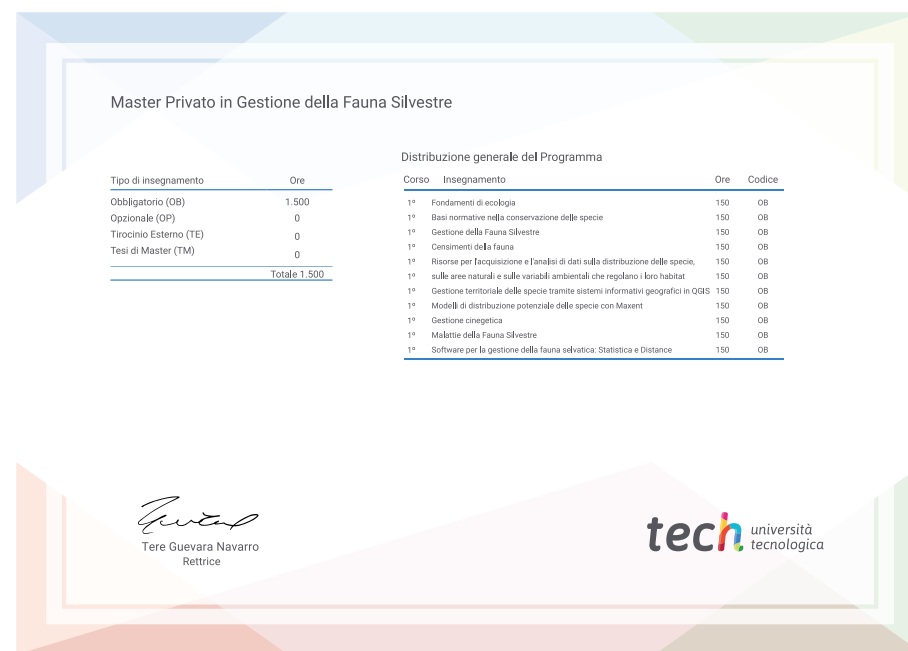 Master Privato in Gestione della Fauna Silvestre
Tipo di insegnamento Ore
Obbligatorio (OB) 1.500
Opzionale (OP) 0
Tirocinio Esterno (TE) 0
Tesi di Master (TM) 0
Totale 1.500
Distribuzione generale del Programma
Corso Insegnamento Ore Codice
1º Fondamenti di ecologia 150 OB
1º Basi normative nella conservazione delle specie 150 OB
1º Gestione della Fauna Silvestre 150 OB
1º Censimenti della fauna 150 OB
1º Risorse per l'acquisizione e l'analisi di dati sulla distribuzione delle specie, 150 OB
1º sulle aree naturali e sulle variabili ambientali che regolano i loro habitat 150 OB
1º Gestione territoriale delle specie tramite sistemi informativi geografici in QGIS 150 OB
1º Modelli di distribuzione potenziale delle specie con Maxent 150 OB
1º Gestione cinegetica 150 OB
1º Malattie della Fauna Silvestre 150 OB
1º Software per la gestione della fauna selvatica: Statistica e Distance 150 OB
Tere Guevara Navarro
Rettrice
tech università
tecnologica